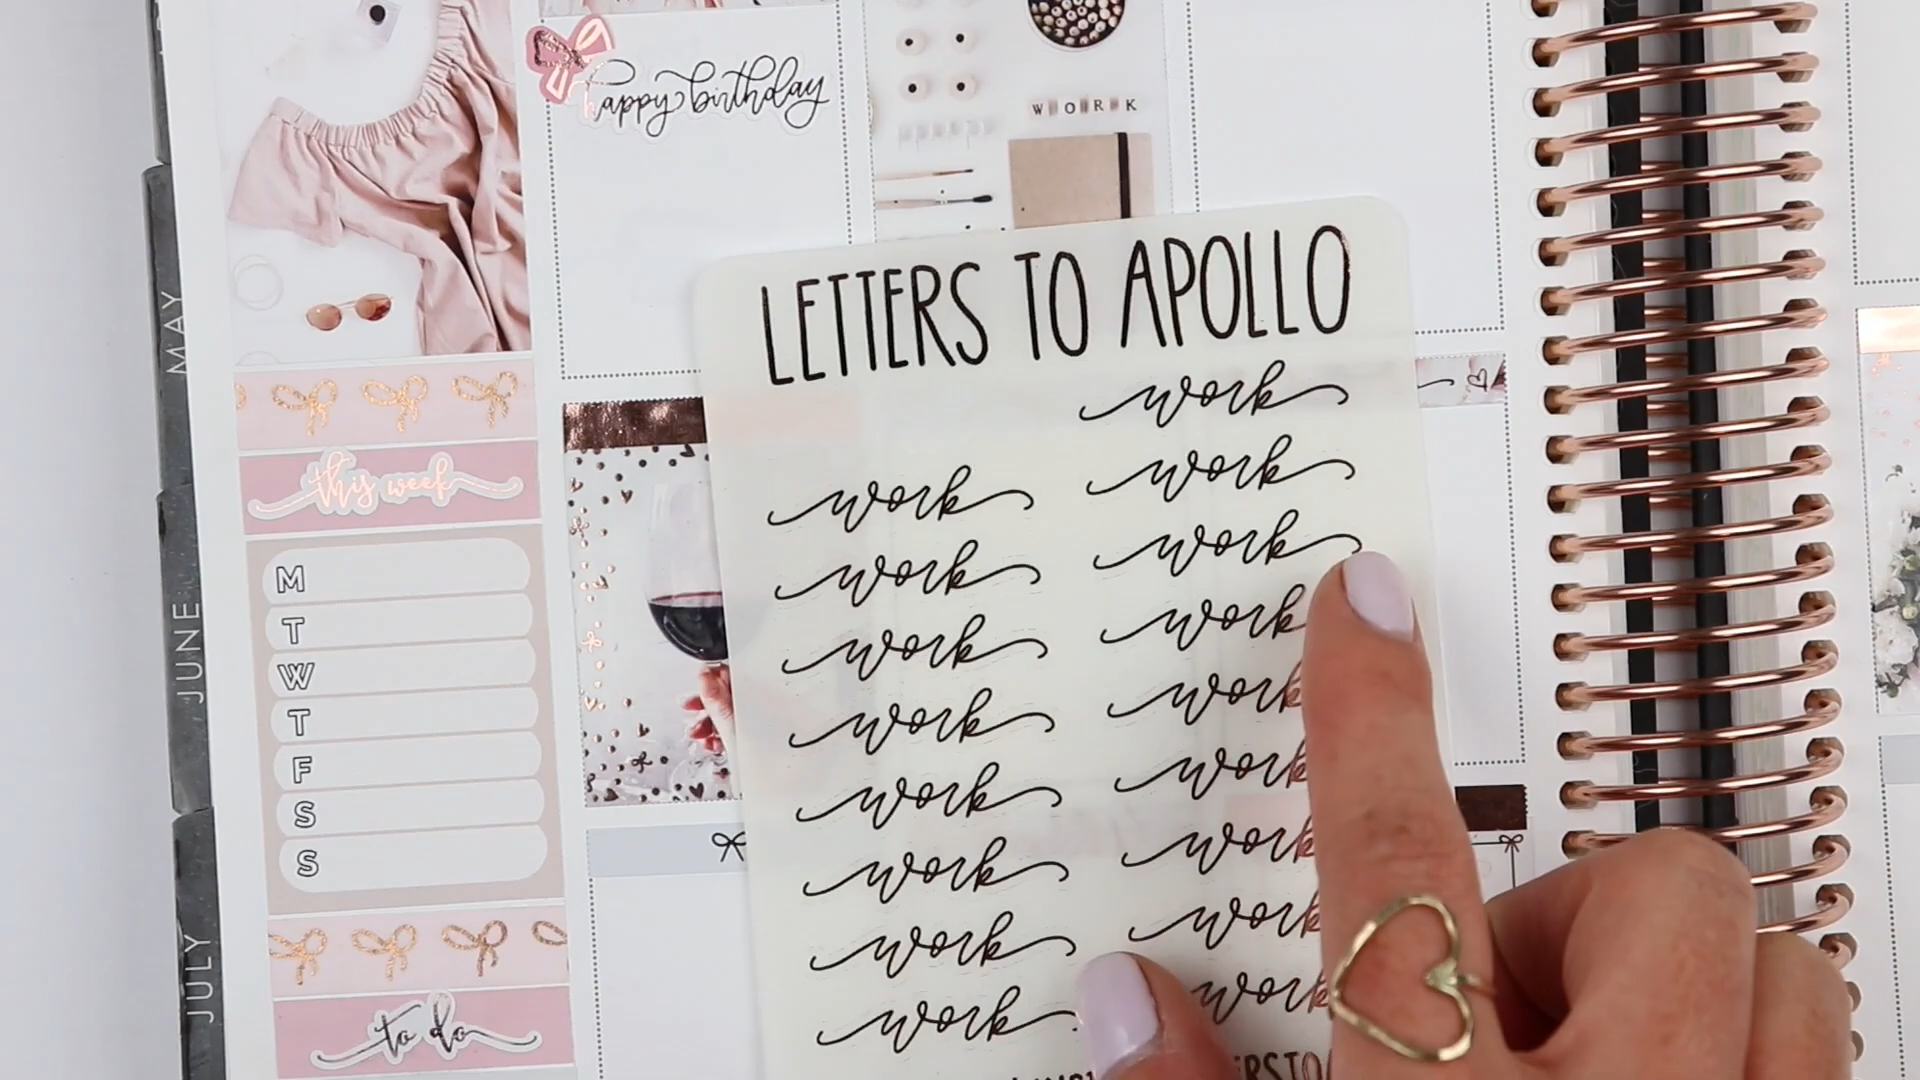 happy birthday
WORK
LETTERS TO APOLLO
work
work work
work work
work work
work work
work work
work work
work work
work work
this week
M
T
W
T
F
S
S
to do
MAY
JUNE
JULY